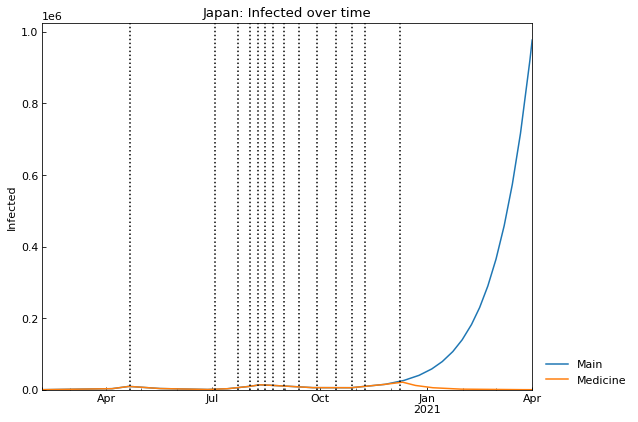 Japan: Infected over time
1e6
1.0
0.8
0.6
0.4
0.2
0.0
Infected
Apr
Jul
Oct
Jan
2021
Apr
Main
Medicine